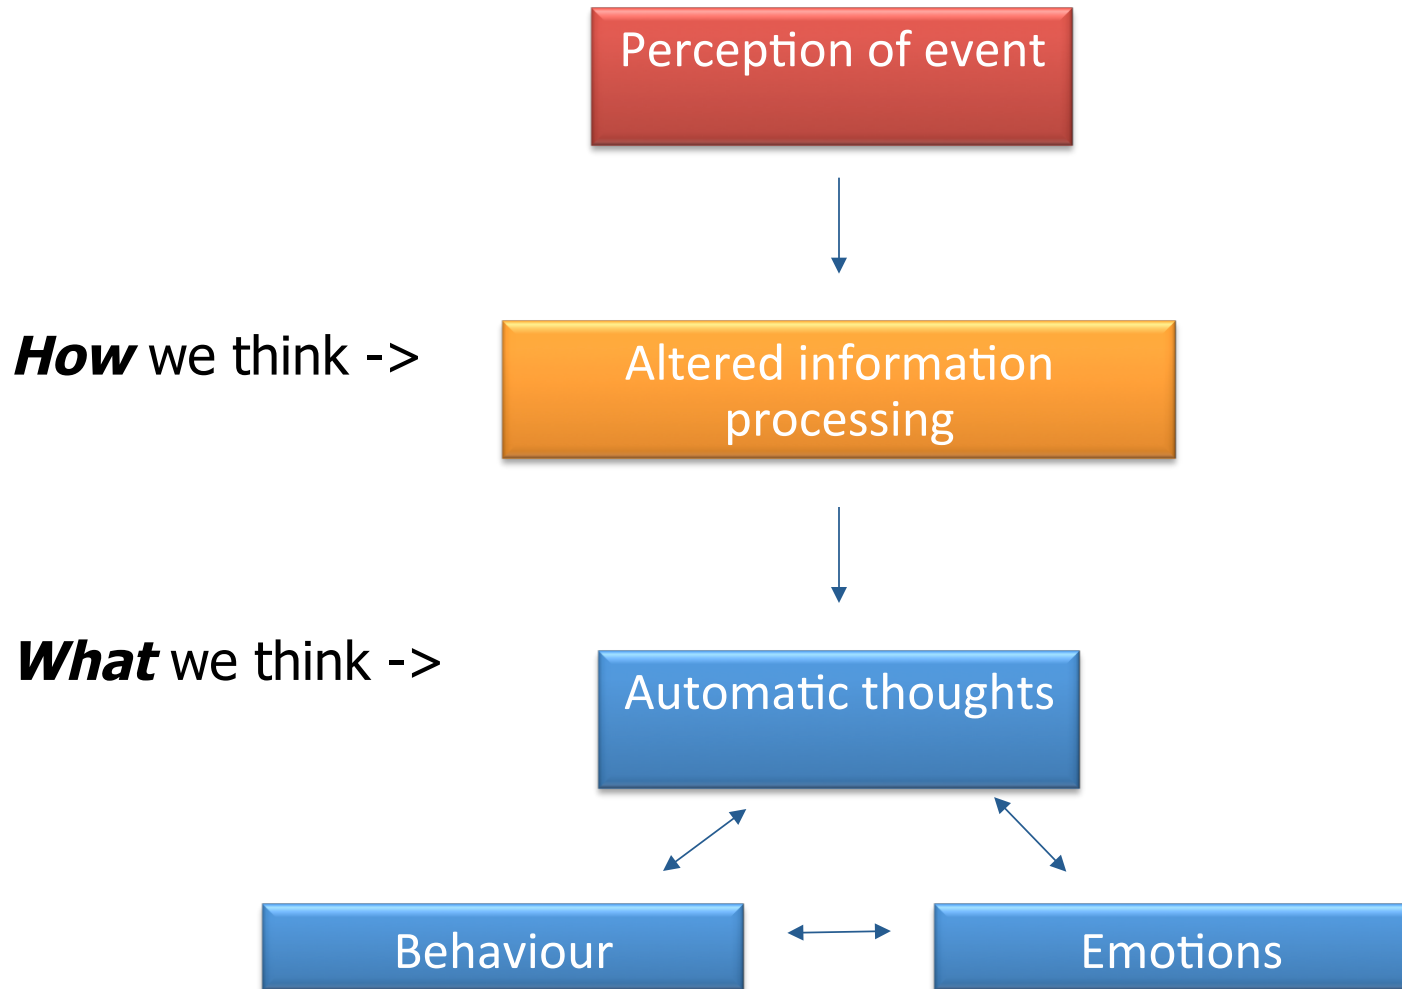 Perception of event
How we think ->
Altered information
processing
What we think ->
Automatic thoughts
Behaviour
Emotions